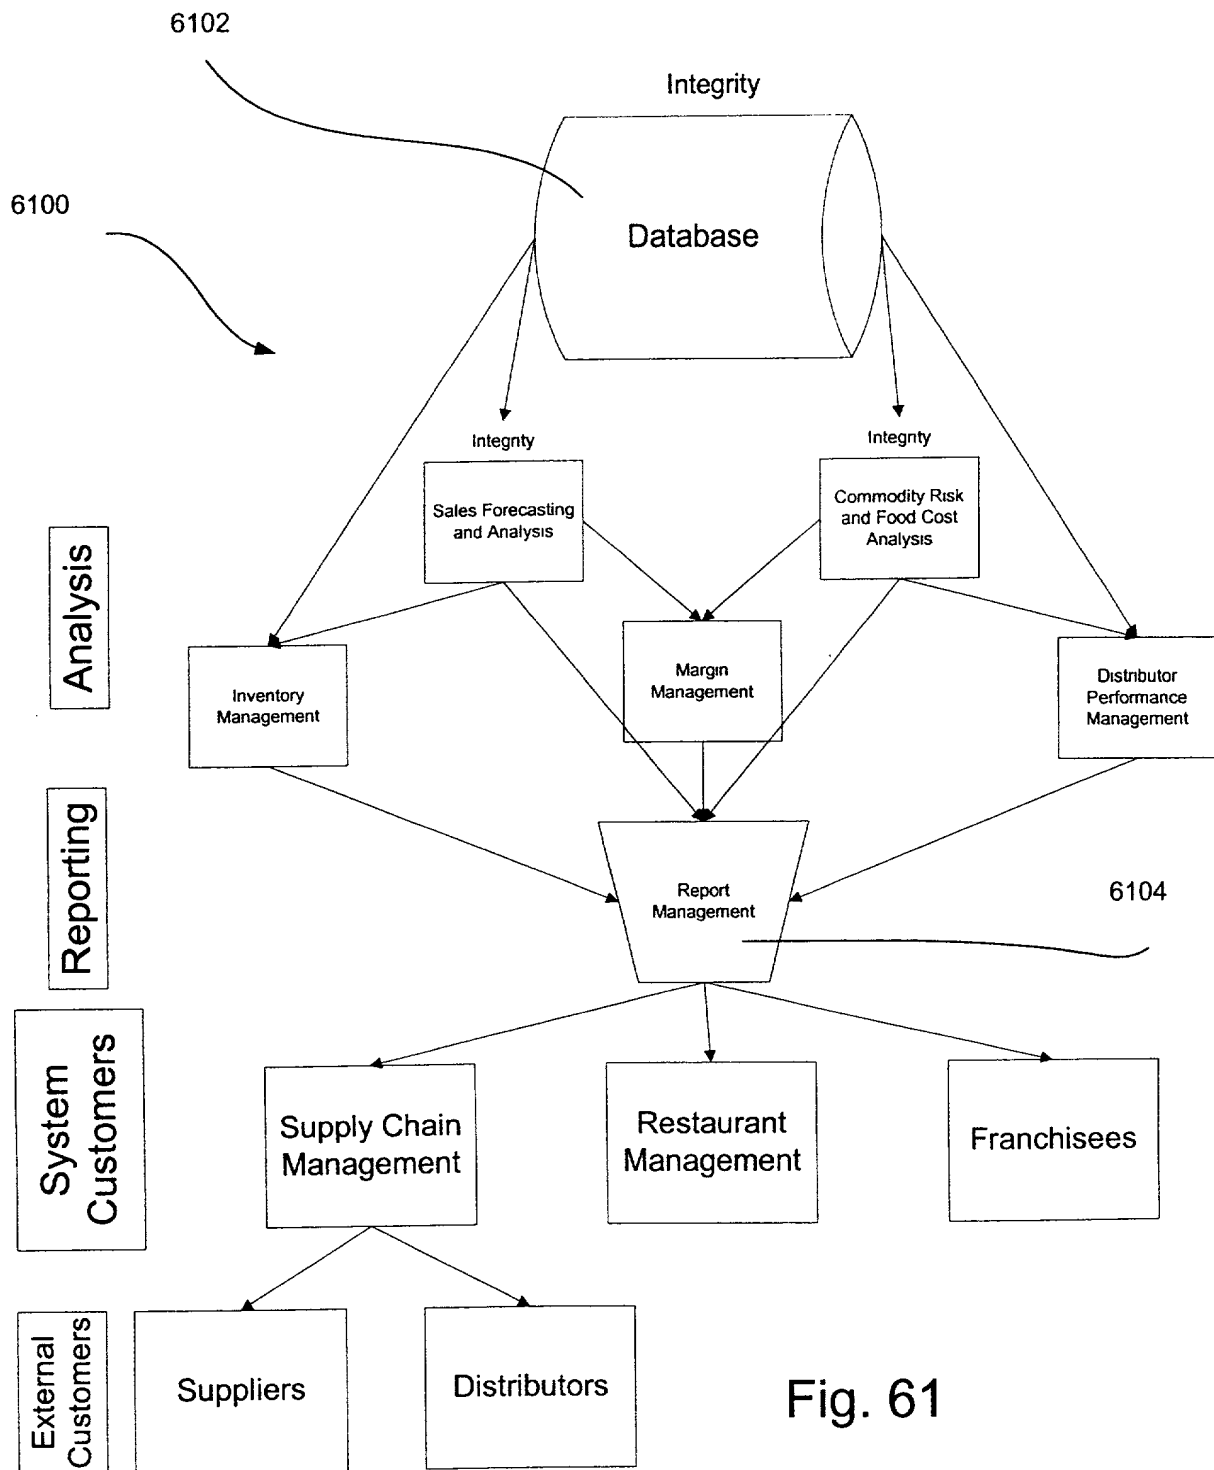 6102
Integrity
6100
Database
Integrity
Integrity
Sales Forecasting
and Analysis
Commodity Risk
and Food Cost
Analysis
Analysis
Inventory
Management
Margin
Management
Distributor
Performance
Management
Reporting
Report
Management
6104
System
Customers
Supply Chain
Management
Restaurant
Management
Franchisees
External
Customers
Suppliers
Distributors
Fig. 61